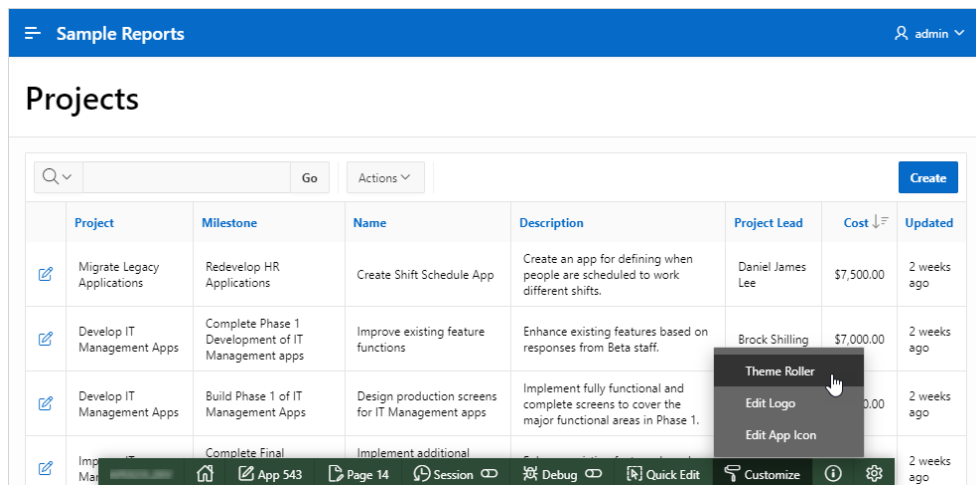 Sample Reports
admin
Projects
Go
Actions
Create
Project Milestone Name Description Project Lead Cost Updated
Migrate Legacy
Applications
Redevelop HR
Applications
Create Shift Schedule App
Create an app for defining when
people are scheduled to work
different shifts.
Daniel James
Lee
$7,500.00
2 weeks
ago
Develop IT
Management Apps
Complete Phase 1
Development of IT
Management apps
Improve existing feature
functions
Enhance existing features based on
responses from Beta staff.
Brock Shilling
$7,000.00
2 weeks
ago
Develop IT
Management Apps
Build Phase 1 of IT
Management Apps
Design production screens
for IT Management apps
Implement fully functional and
complete screens to cover the
major functional areas in Phase 1.
2 weeks
ago
Complete Final
Implement additional
2 weeks
ago
Theme Roller
Edit Logo
Edit App Icon
App 543
Page 14
Session
Debug
Quick Edit
Customize